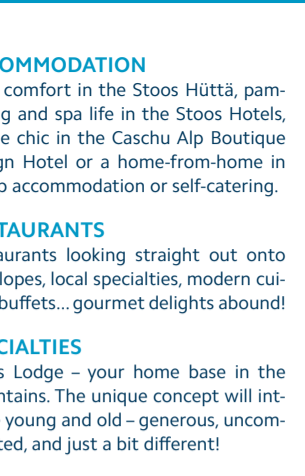 OMMODATION
comfort in the Stoos Hüttä, pam-
g and spa life in the Stoos Hotels,
e chic in the Caschu Alp Boutique
gn Hotel or a home-from-home in
p accommodation or self-catering.
TAURANTS
aurants looking straight out onto
lopes, local specialties, modern cui-
buffets… gourmet delights abound!
CIALTIES
s Lodge – your home base in the
ntains. The unique concept will int-
young and old – generous, uncom-
ted, and just a bit different!